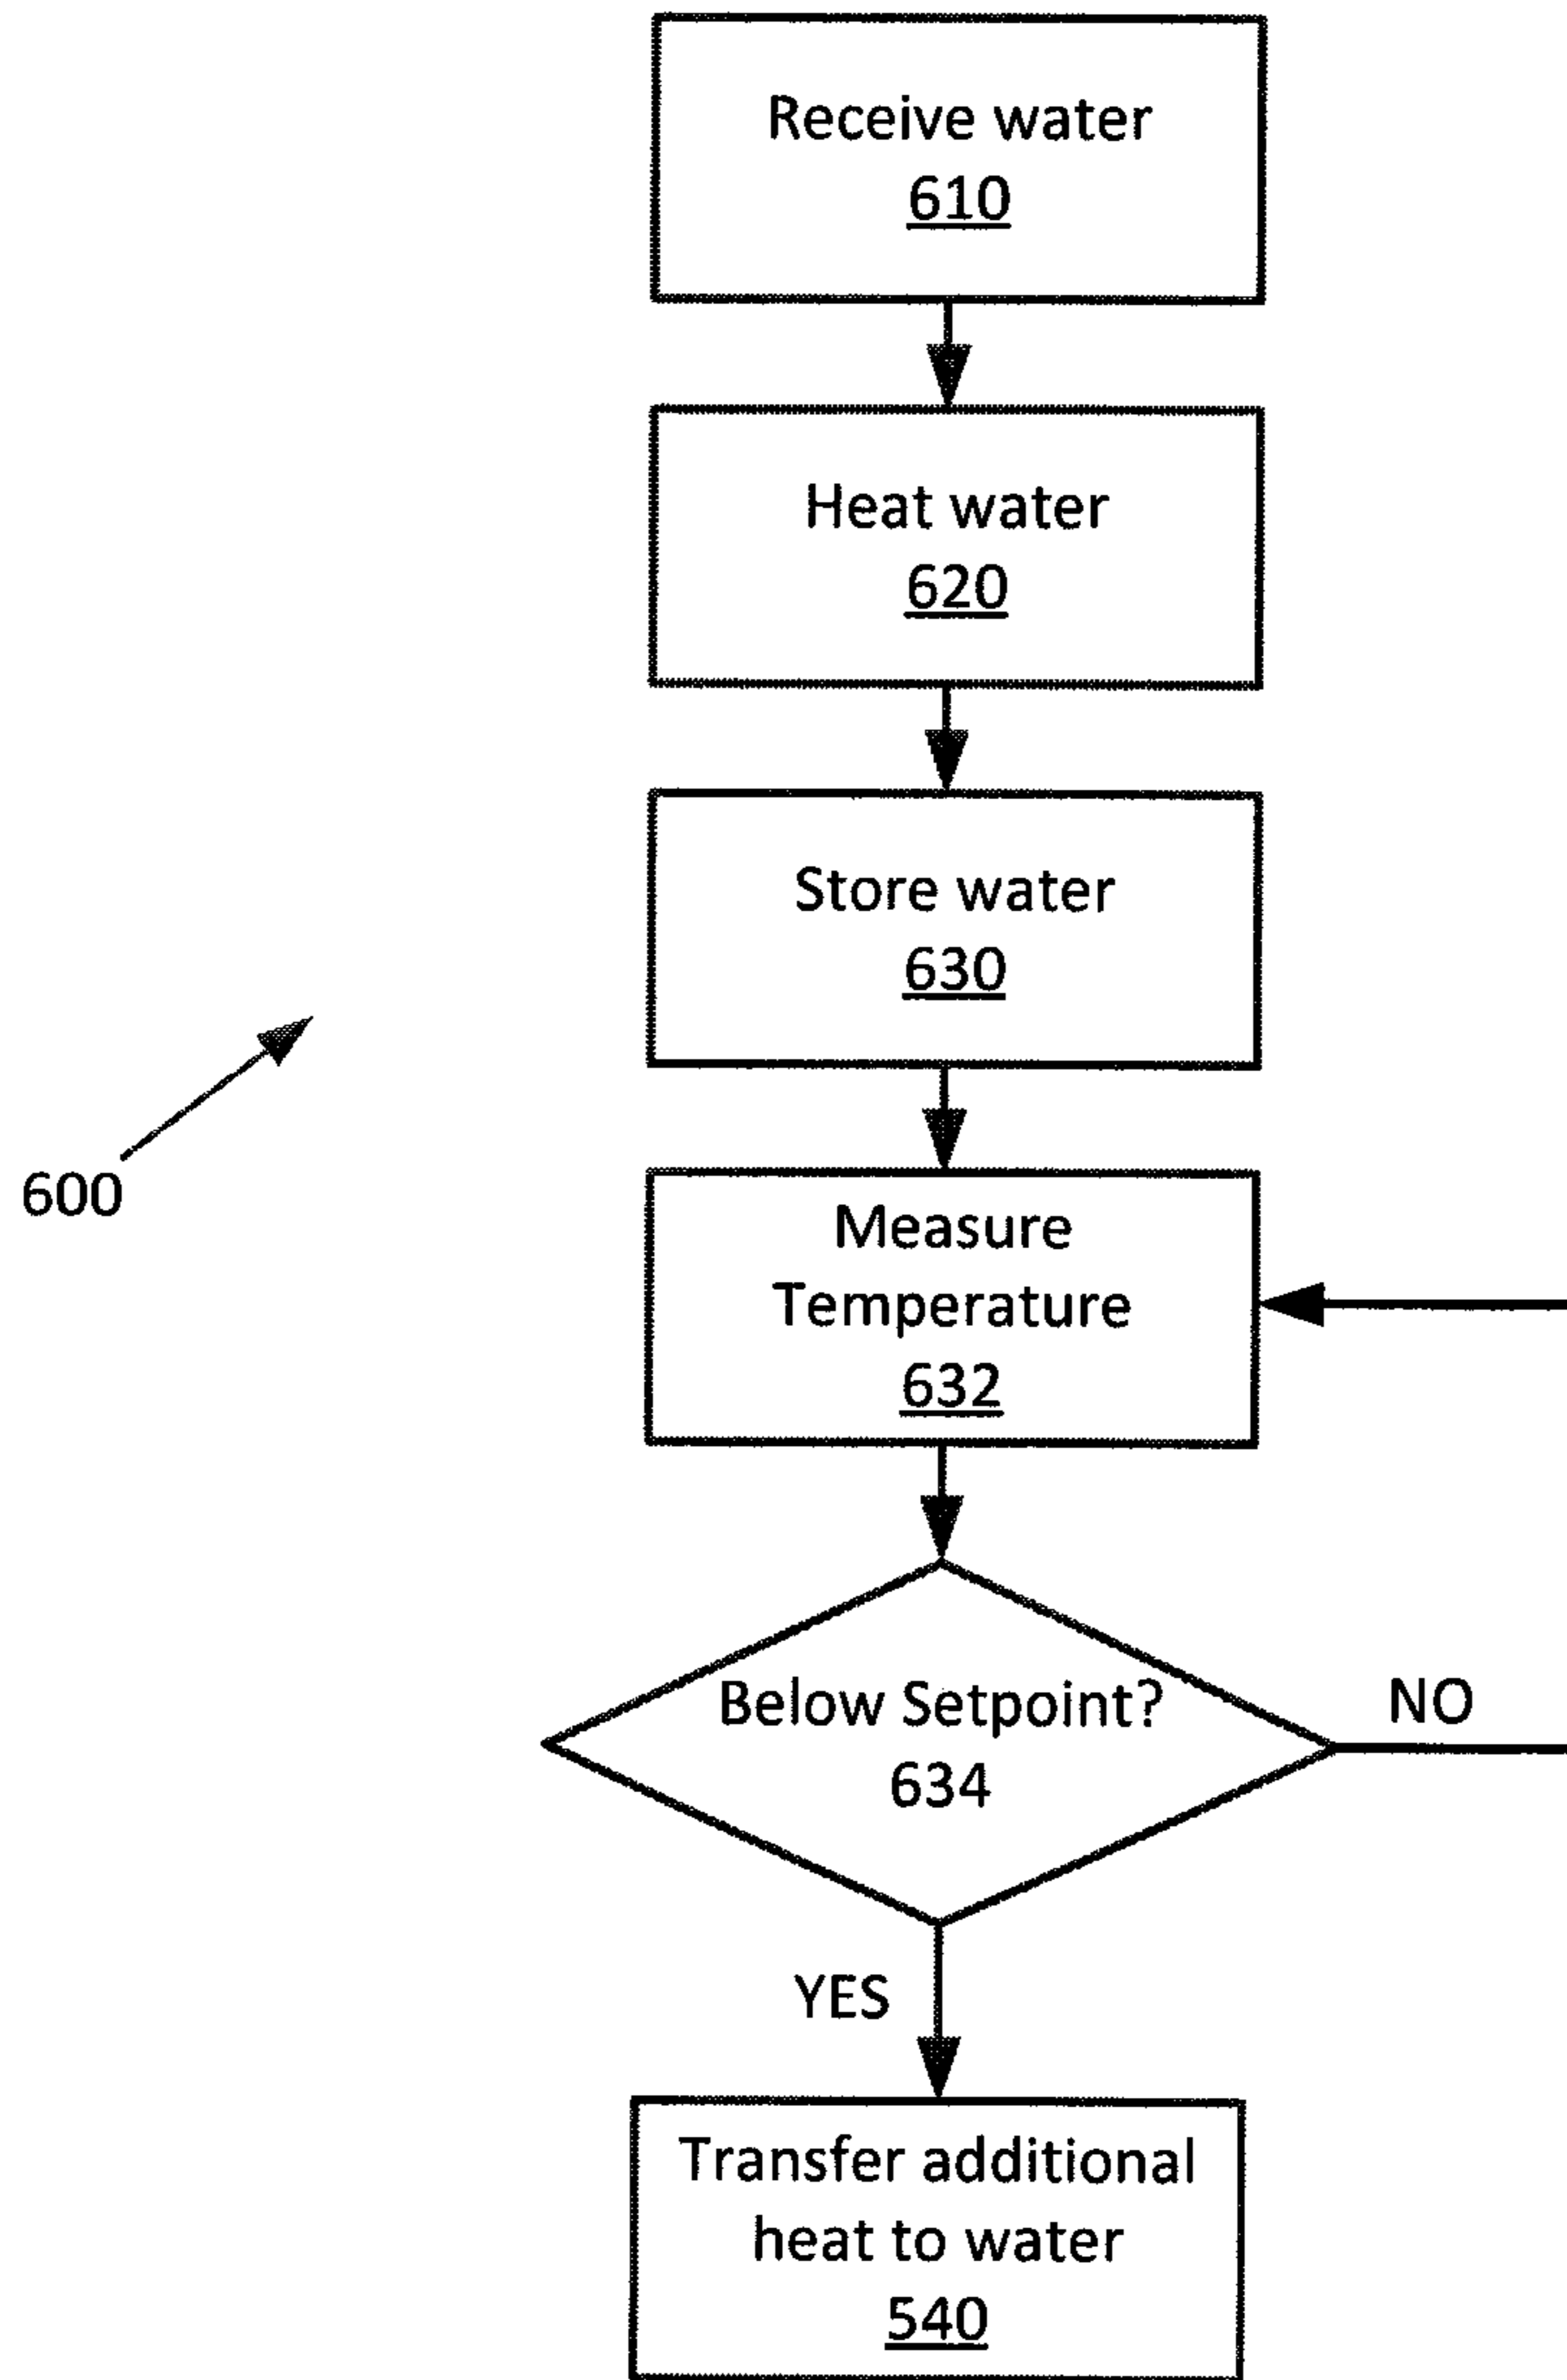 Receive water
610
Heat water
620
Store water
630
600
Measure
Temperature
632
Below Setpoint?
634
NO
YES
Transfer additional
heat to water
540